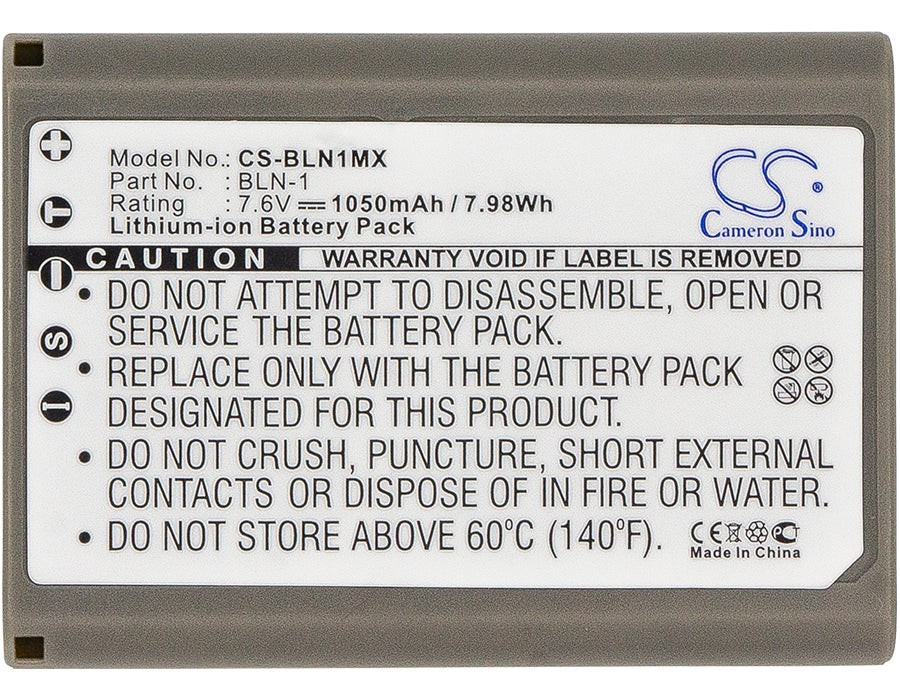 Model No.: CS-BLN1MX
Part No. : BLN-1
Rating : 7.6V 1050mAh / 7.98Wh
Lithium-ion Battery Pack
CS®
Cameron Sino
+ T I S -
CAUTION WARRANTY VOID IF LABEL IS REMOVED
• DO NOT ATTEMPT TO DISASSEMBLE, OPEN OR
SERVICE THE BATTERY PACK.
• REPLACE ONLY WITH THE BATTERY PACK
DESIGNATED FOR THIS PRODUCT.
• DO NOT CRUSH, PUNCTURE, SHORT EXTERNAL
CONTACTS OR DISPOSE OF IN FIRE OR WATER.
• DO NOT STORE ABOVE 60°C (140°F).
CE PCT
Made In China